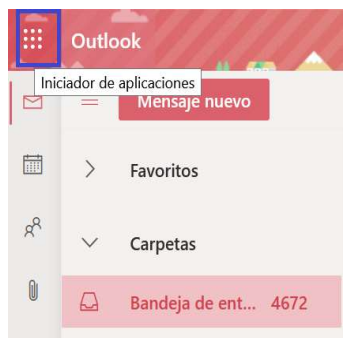 Outlook
Iniciador de aplicaciones
Mensaje nuevo
Favoritos
Carpetas
Bandeja de ent... 4672